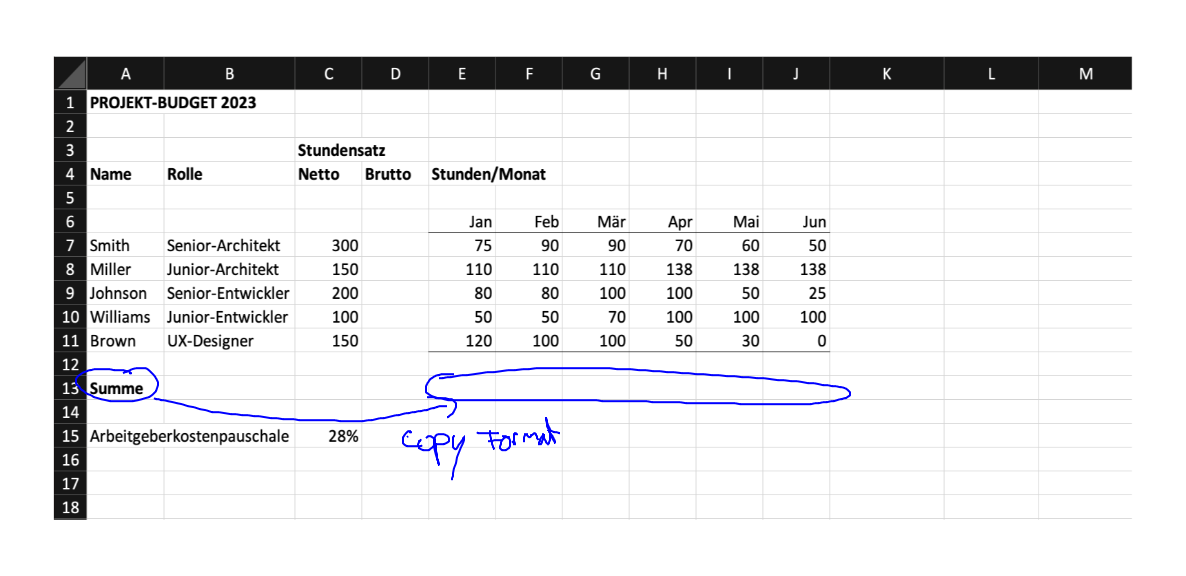 A B C D E F G H I J K L M
1 PROJEKT-BUDGET 2023
2
3 Stundensatz
4 Name Rolle Netto Brutto Stunden/Monat
5
6 Jan Feb Mär Apr Mai Jun
7 Smith Senior-Architekt 300 75 90 90 70 60 50
8 Miller Junior-Architekt 150 110 110 110 138 138 138
9 Johnson Senior-Entwickler 200 80 80 100 100 50 25
10 Williams Junior-Entwickler 100 50 50 70 100 100 100
11 Brown UX-Designer 150 120 100 100 50 30 0
12
13 Summe
14
15 Arbeitgeberkostenpauschale 28% Copy Format
16
17
18